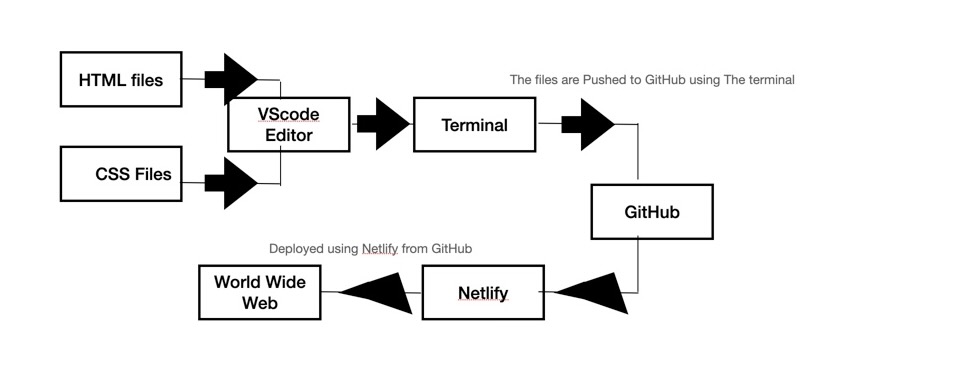 HTML files
The files are Pushed to GitHub using The terminal
VScode
Editor
Terminal
CSS Files
GitHub
Deployed using Netlify from GitHub
World Wide
Web
Netlify